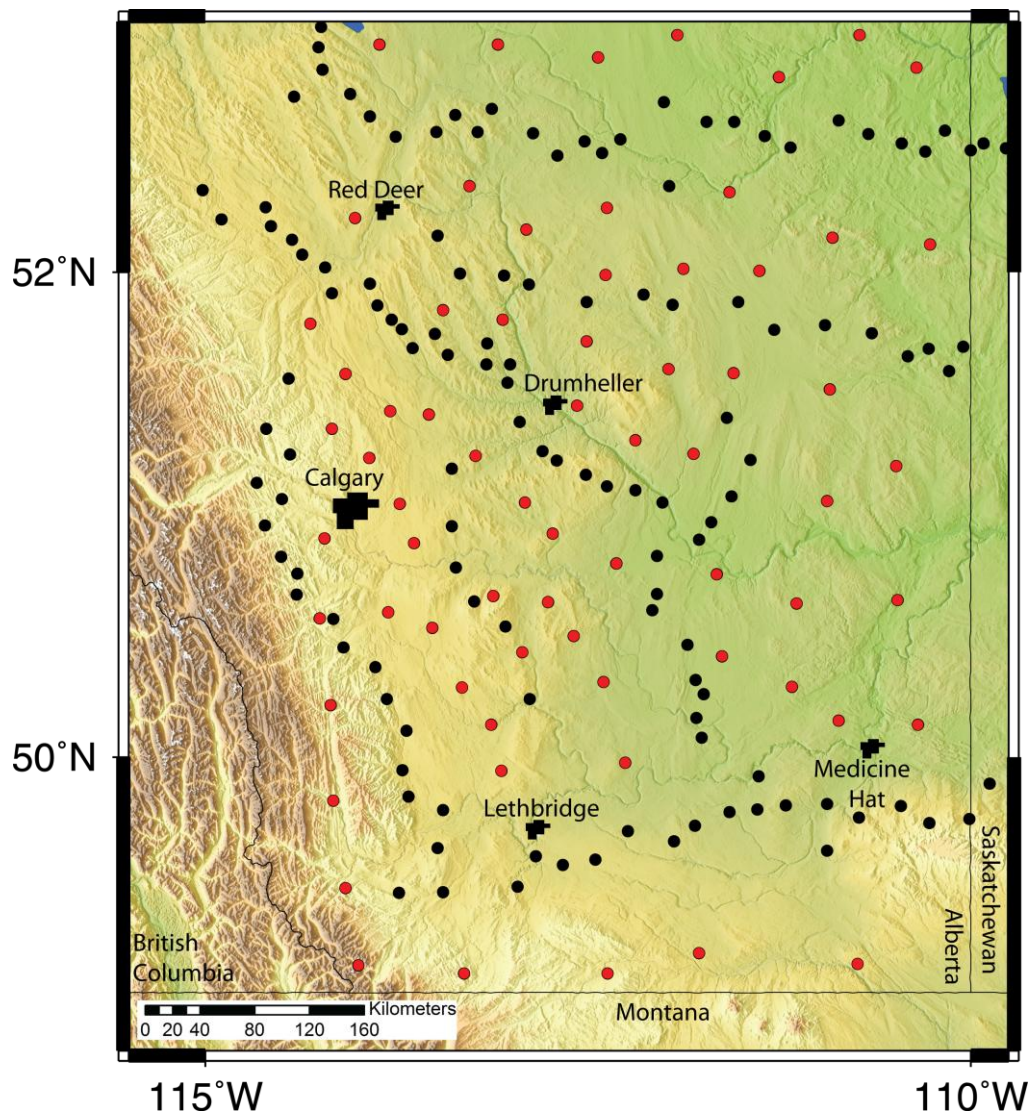 Red Deer
52°N
Drumheller
Calgary
50°N
Medicine
Hat
Lethbridge
Saskatchewan
Alberta
British
Columbia
Kilometers
0 20 40 80 120 160
Montana
115°W
110°W